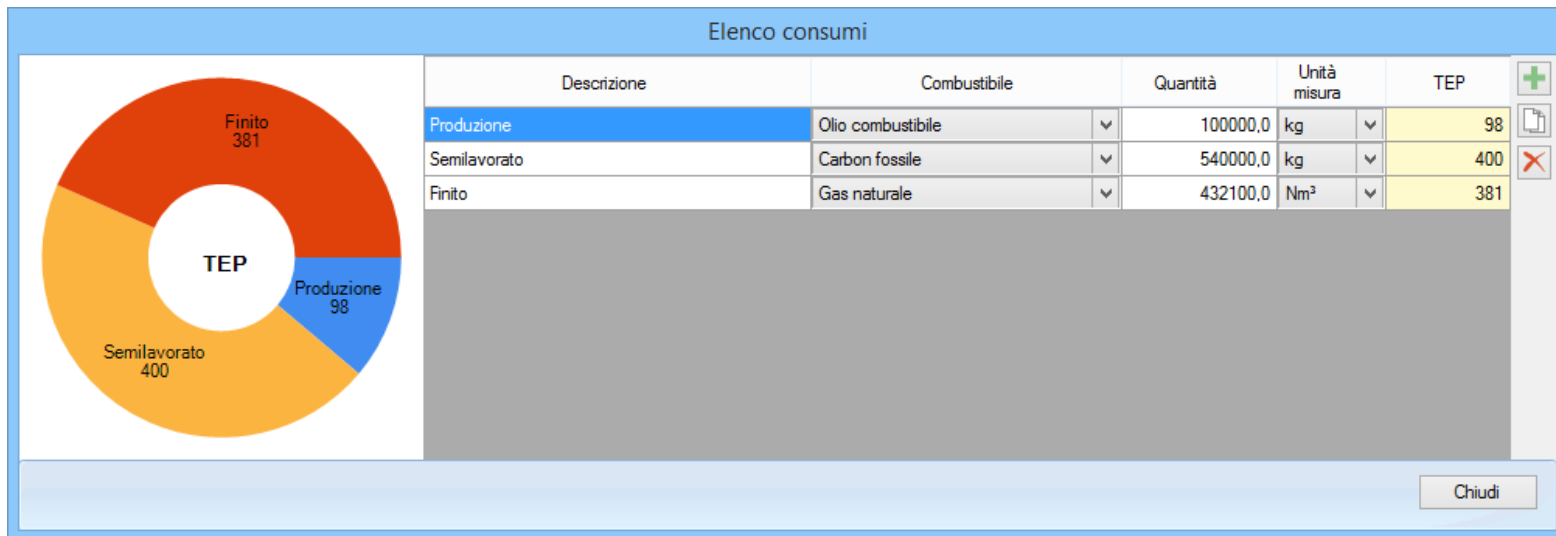 Elenco consumi
Finito
381
TEP
Produzione
98
Semilavorato
400
Descrizione Combustibile Quantità Unità misura TEP
Produzione Olio combustibile 100000,0 kg 98
Semilavorato Carbon fossile 540000,0 kg 400
Finito Gas naturale 432100,0 Nm³ 381
Chiudi